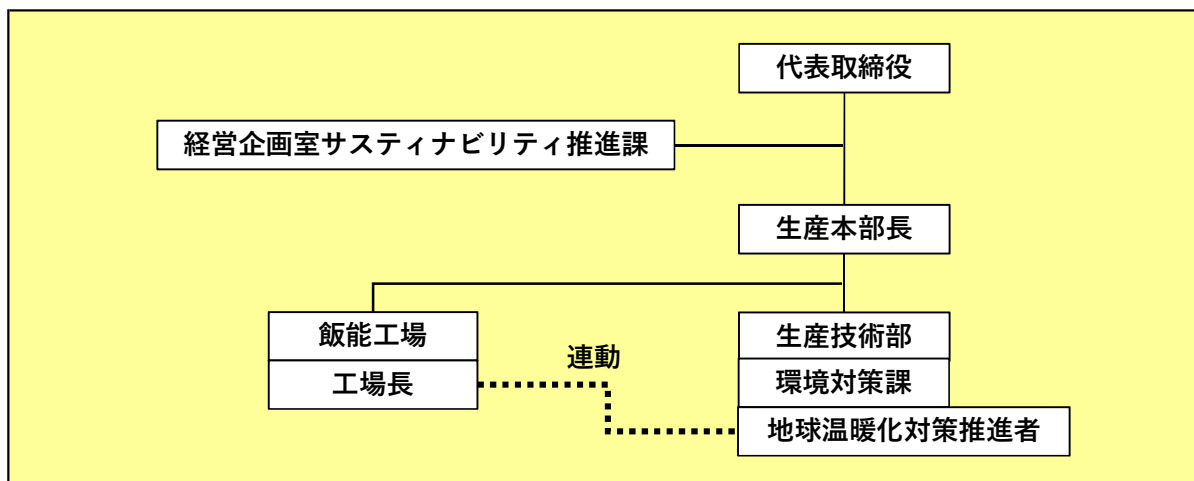 代表取締役
経営企画室サスティナビリティ推進課
生産本部長
飯能工場
工場長
連動
生産技術部
環境対策課
地球温暖化対策推進者